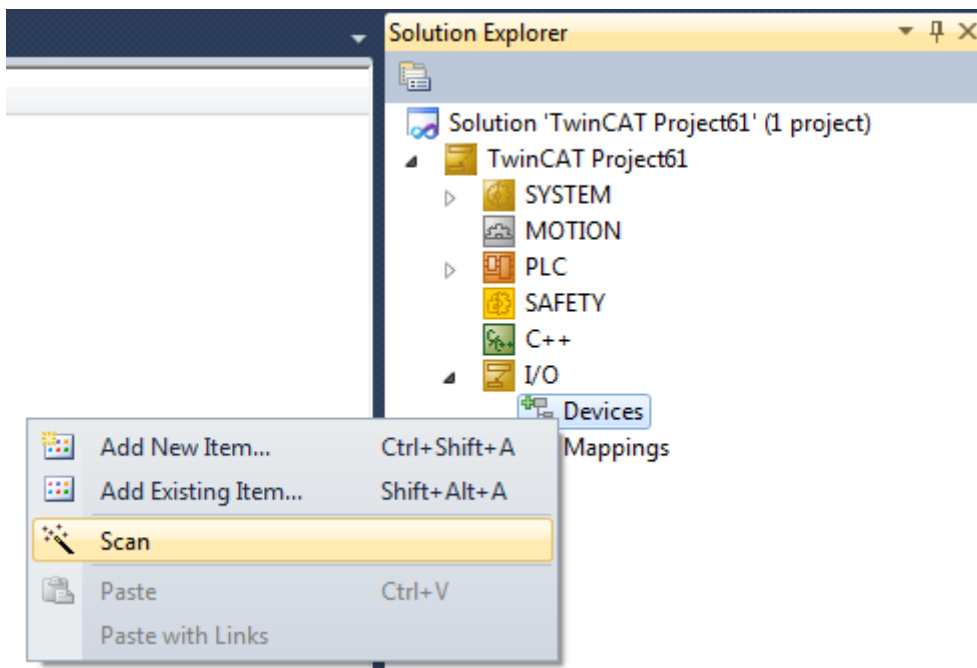 Solution Explorer
Solution 'TwinCAT Project61' (1 project)
TwinCAT Project61
SYSTEM
MOTION
PLC
SAFETY
C++
I/O
Devices
Mappings
Add New Item... Ctrl+Shift+A
Add Existing Item... Shift+Alt+A
Scan
Paste Ctrl+V
Paste with Links